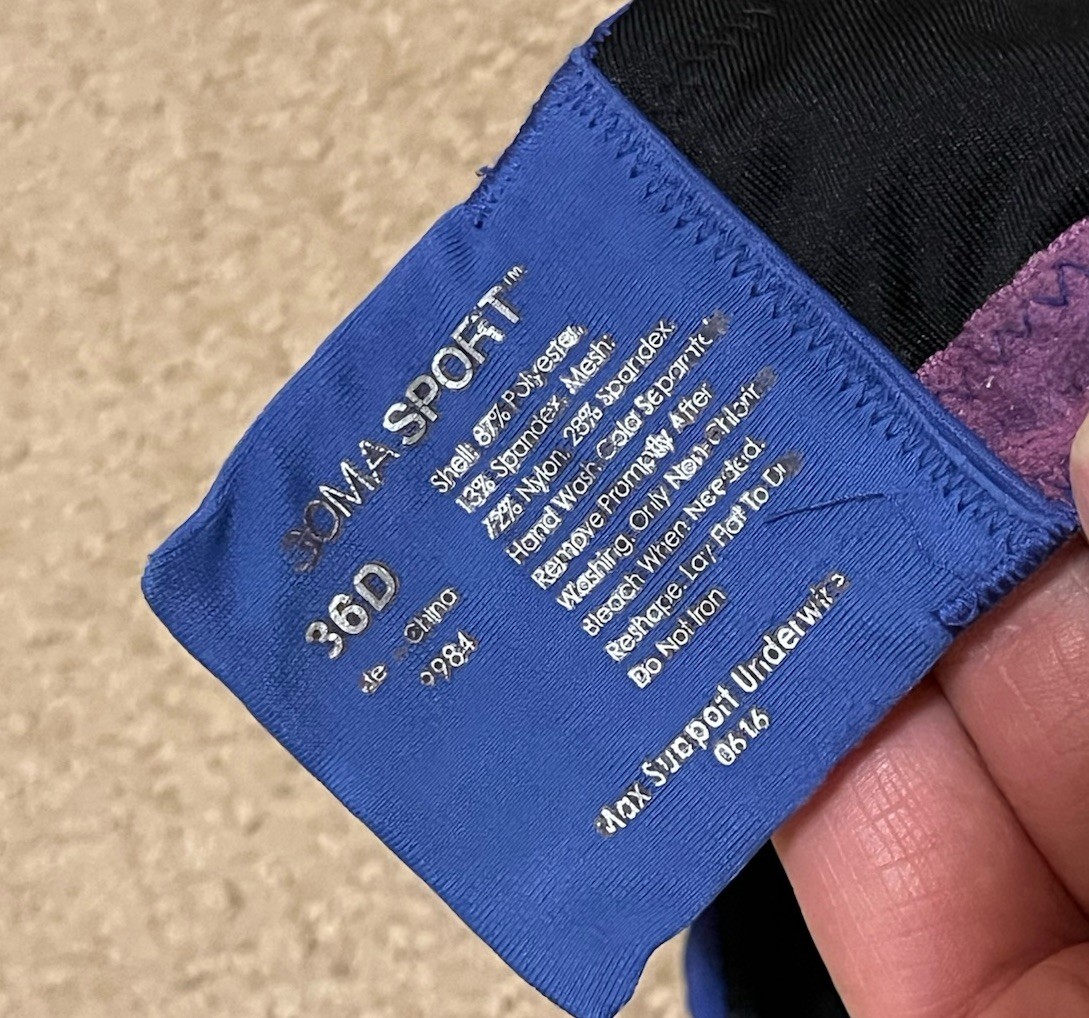 SOMA SPORT™
36D
China
Shell: 87% Polyester,
13% Spandex. Mesh:
72% Nylon, 28% Spandex.
Hand Wash. Cold Separately.
Remove Promptly After
Washing. Only Non-Chlorine
Bleach When Needed.
Reshape. Lay Flat To Dry
Do Not Iron
Max Support Underwire
0616